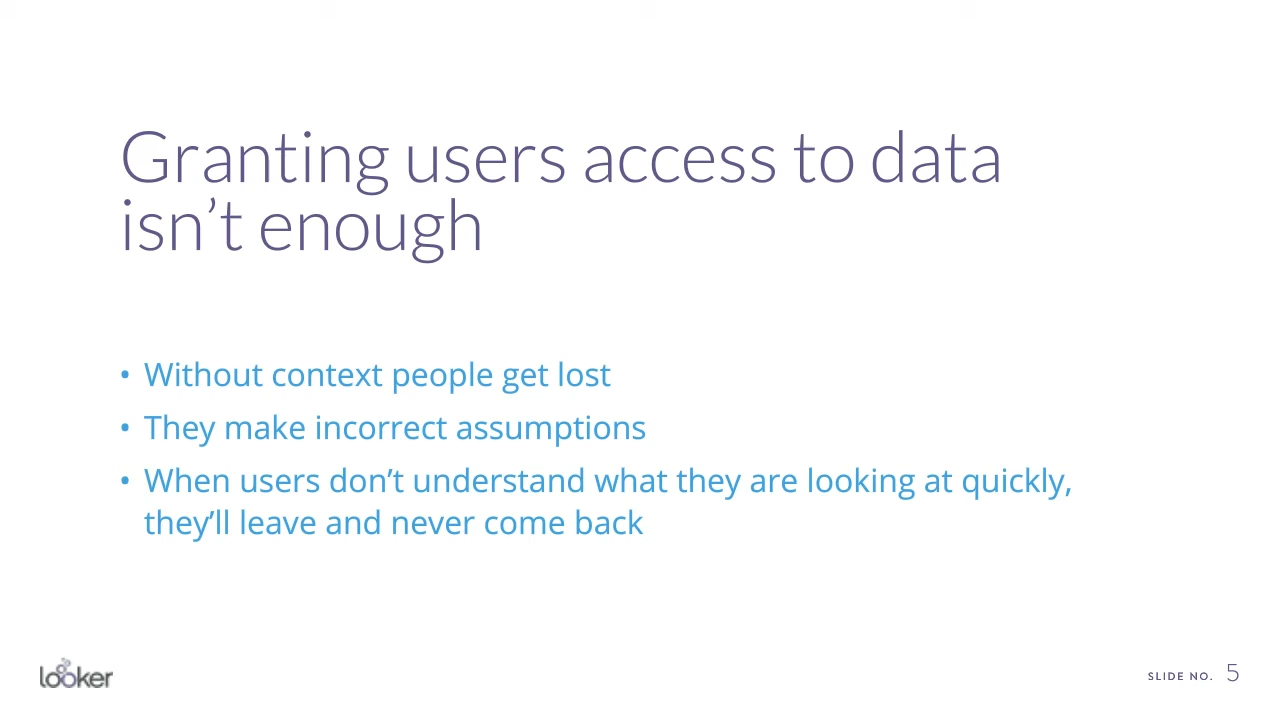 Granting users access to data
isn’t enough
• Without context people get lost
• They make incorrect assumptions
• When users don’t understand what they are looking at quickly,
they’ll leave and never come back
looker
SLIDE NO. 5